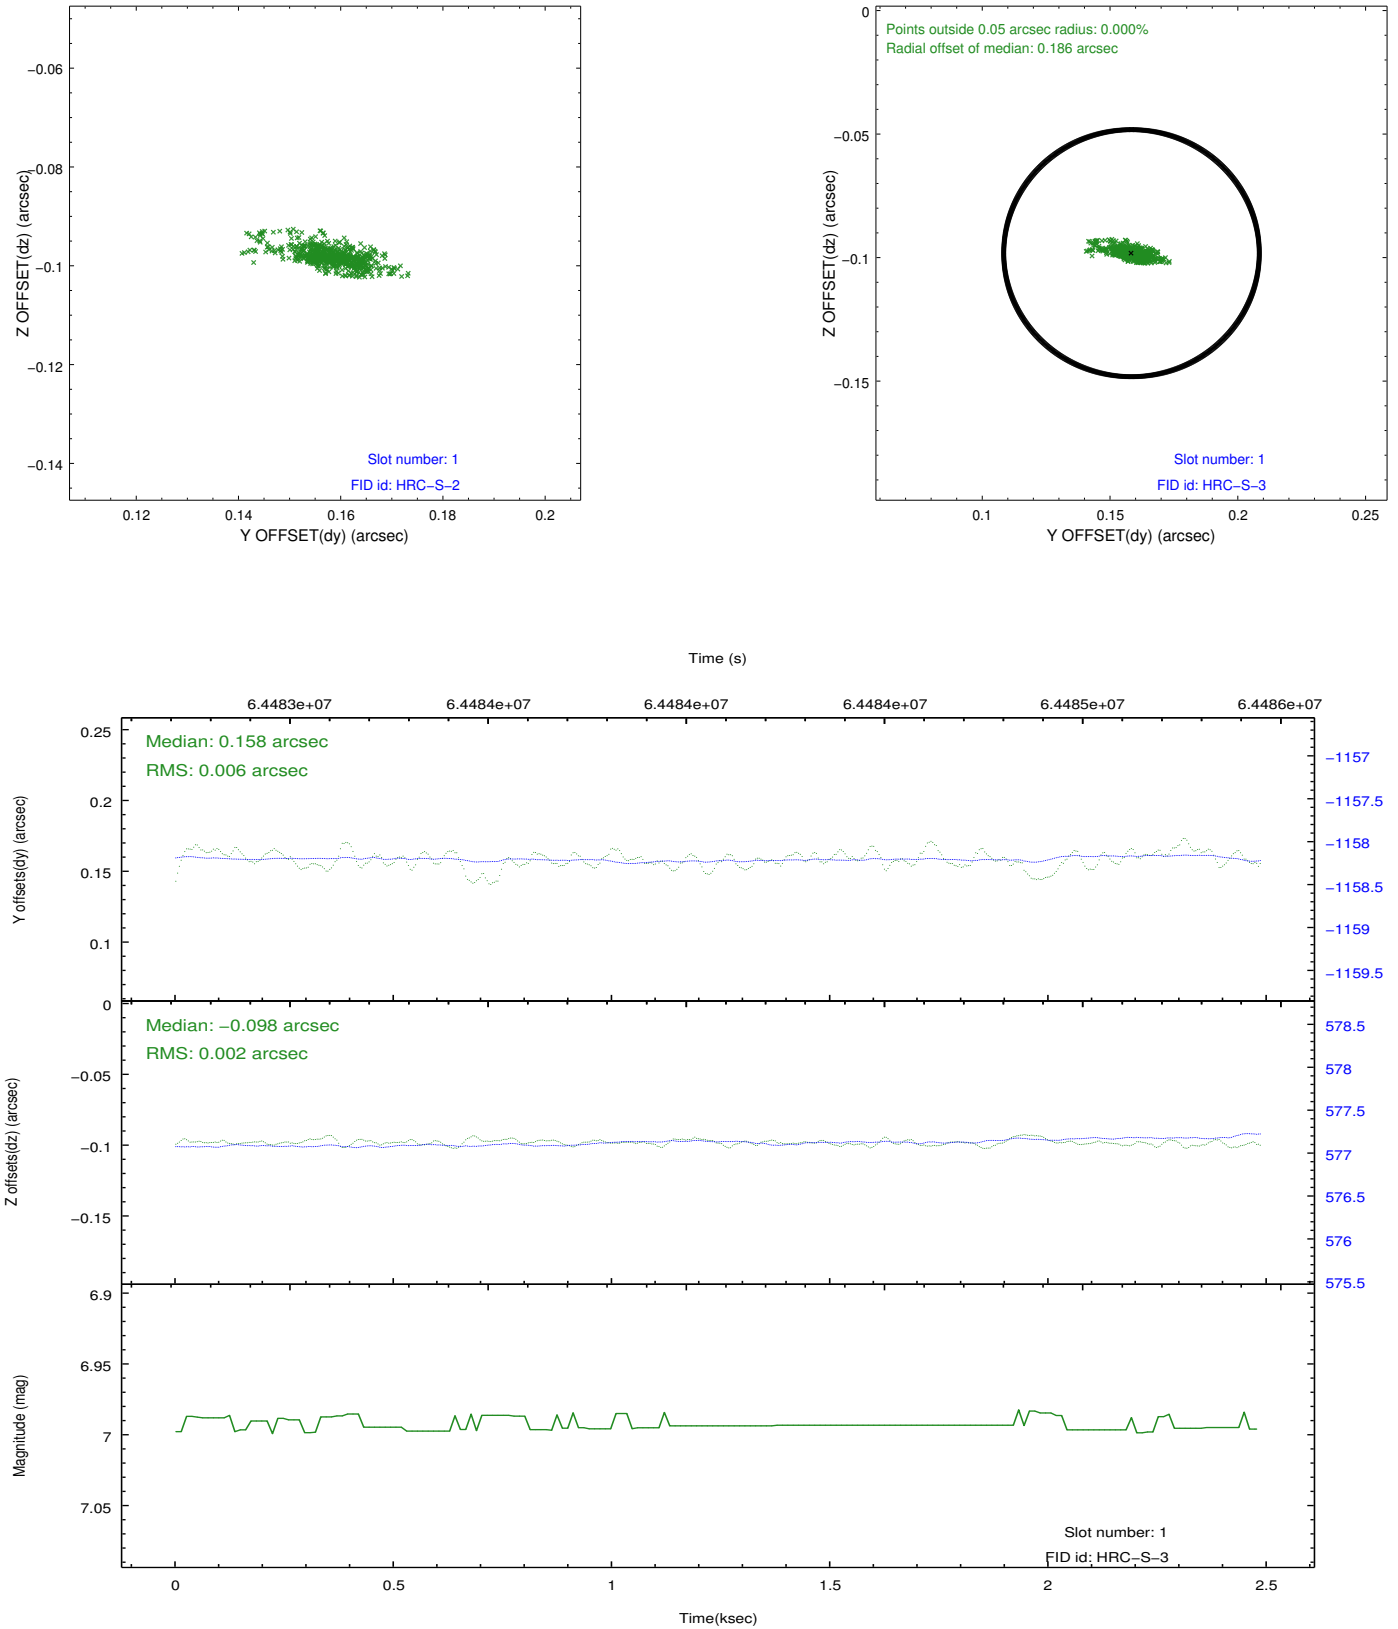 −0.06
−0.08
−0.1
−0.12
−0.14
Z OFFSET(dz) (arcsec)
Slot number: 1
FID id: HRC−S−2
0.12 0.14 0.16 0.18 0.2
Y OFFSET(dy) (arcsec)
0
−0.05
−0.1
−0.15
Z OFFSET(dz) (arcsec)
Points outside 0.05 arcsec radius: 0.000%
Radial offset of median: 0.186 arcsec
Slot number: 1
FID id: HRC−S−3
0.1 0.15 0.2 0.25
Y OFFSET(dy) (arcsec)
Time (s)
6.4483e+07 6.4484e+07 6.4484e+07 6.4484e+07 6.4485e+07 6.4486e+07
Y offsets(dy) (arcsec)
0.25
0.2
0.15
0.1
Median: 0.158 arcsec
RMS: 0.006 arcsec
−1157
−1157.5
−1158
−1158.5
−1159
−1159.5
Z offsets(dz) (arcsec)
0
−0.05
−0.1
−0.15
Median: −0.098 arcsec
RMS: 0.002 arcsec
578.5
578
577.5
577
576.5
576
575.5
Magnitude (mag)
6.9
6.95
7
7.05
Slot number: 1
FID id: HRC−S−3
0 0.5 1 1.5 2 2.5
Time(ksec)